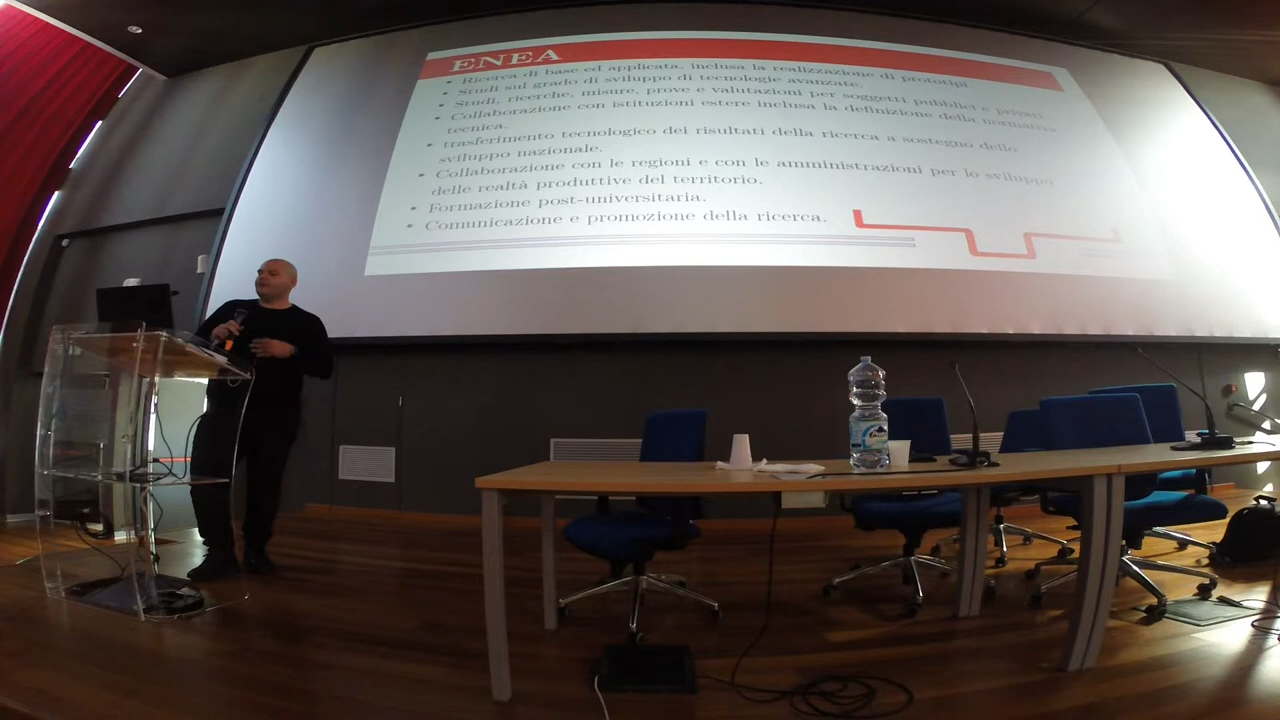 ENEA
• Ricerca di base ed applicata, inclusa la realizzazione di prototipi.
• Studi sul grado di sviluppo di tecnologie avanzate.
• Studi, ricerche, misure, prove e valutazioni per soggetti pubblici e privati.
• Collaborazione con istituzioni estere inclusa la definizione della normativa
tecnica.
• trasferimento tecnologico dei risultati della ricerca a sostegno dello
sviluppo nazionale.
• Collaborazione con le regioni e con le amministrazioni per lo sviluppo
delle realtà produttive del territorio.
• Formazione post-universitaria.
• Comunicazione e promozione della ricerca.